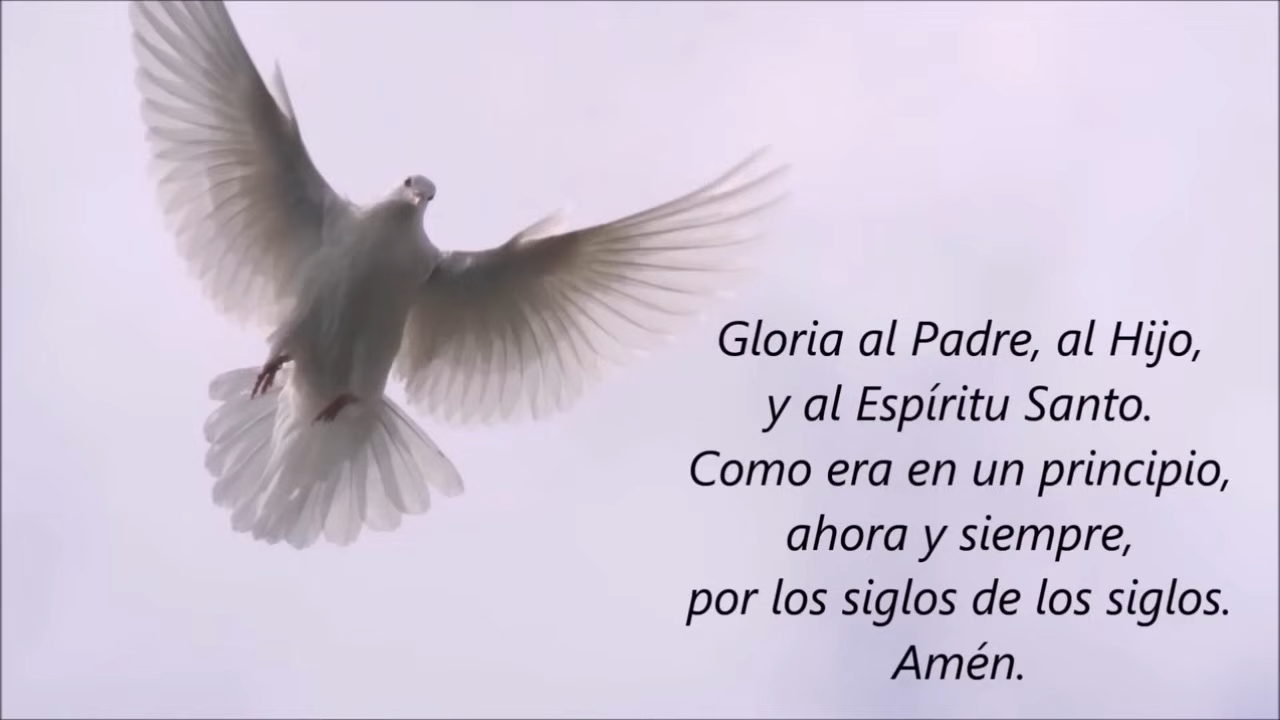 Gloria al Padre, al Hijo,
y al Espíritu Santo.
Como era en un principio,
ahora y siempre,
por los siglos de los siglos.
Amén.